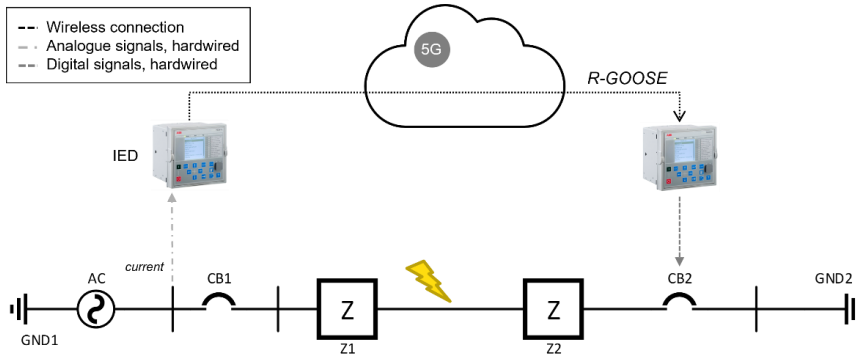 Wireless connection
Analogue signals, hardwired
Digital signals, hardwired
5G
R-GOOSE
IED
current
AC
CB1
CB2
GND2
Z
Z
GND1
Z1
Z2